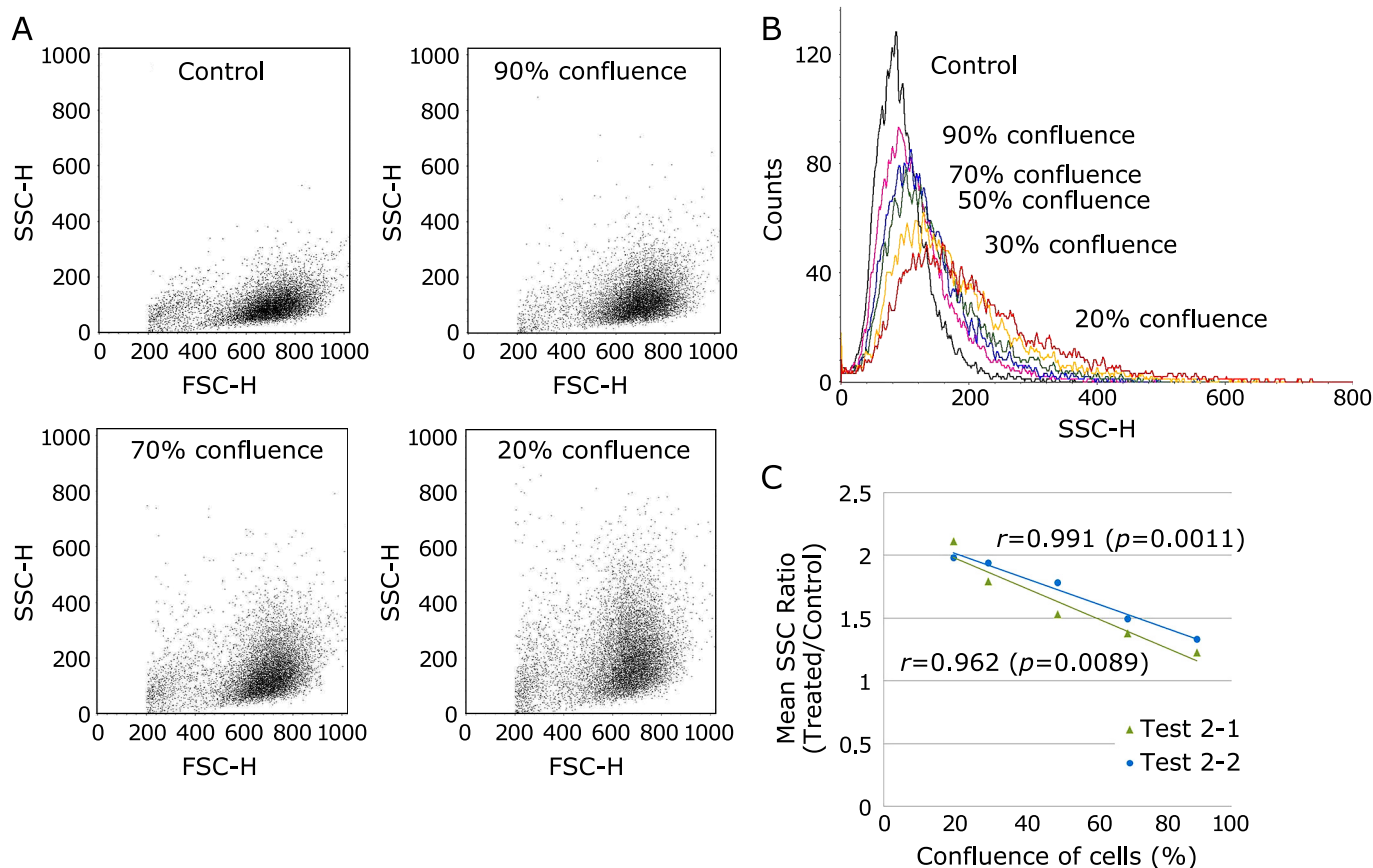 A
1000
800
600
400
200
0
SSC-H
Control
0 200 400 600 800 1000
FSC-H
1000
800
600
400
200
0
SSC-H
90% confluence
0 200 400 600 800 1000
FSC-H
1000
800
600
400
200
0
SSC-H
70% confluence
0 200 400 600 800 1000
FSC-H
1000
800
600
400
200
0
SSC-H
20% confluence
0 200 400 600 800 1000
FSC-H
B
120
80
40
0
Counts
Control
90% confluence
70% confluence
50% confluence
30% confluence
20% confluence
0 200 400 600 800
SSC-H
C
2.5
2
1.5
1
0.5
0
Mean SSC Ratio
(Treated/Control)
r=0.991 (p=0.0011)
r=0.962 (p=0.0089)
Test 2-1
Test 2-2
0 20 40 60 80 100
Confluence of cells (%)